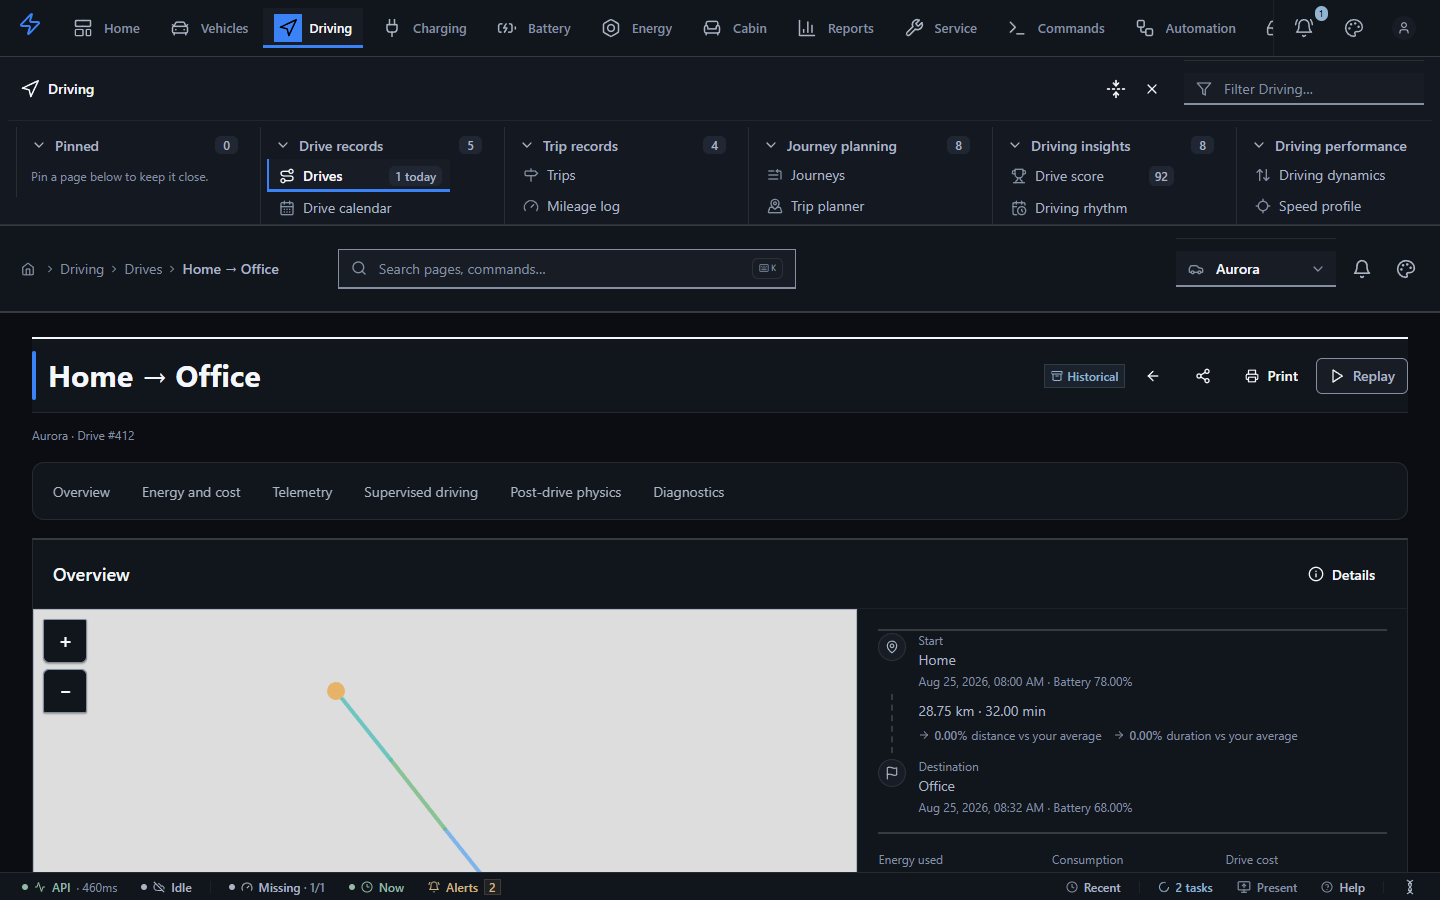 Home
Vehicles
Driving
Charging
Battery
Energy
Cabin
Reports
Service
Commands
Automation
1
Driving
Filter Driving...
Pinned
0
Pin a page below to keep it close.
Drive records
5
Drives
1 today
Drive calendar
Trip records
4
Trips
Mileage log
Journey planning
8
Journeys
Trip planner
Driving insights
8
Drive score
92
Driving rhythm
Driving performance
Driving dynamics
Speed profile
Driving
Drives
Home → Office
Search pages, commands...
K
Aurora
Home → Office
Historical
Print
Replay
Aurora · Drive #412
Overview
Energy and cost
Telemetry
Supervised driving
Post-drive physics
Diagnostics
Overview
Details
+
−
Start
Home
Aug 25, 2026, 08:00 AM · Battery 78.00%
28.75 km · 32.00 min
→ 0.00% distance vs your average
→ 0.00% duration vs your average
Destination
Office
Aug 25, 2026, 08:32 AM · Battery 68.00%
Energy used
Consumption
Drive cost
API · 460ms
Idle
Missing · 1/1
Now
Alerts 2
Recent
2 tasks
Present
Help